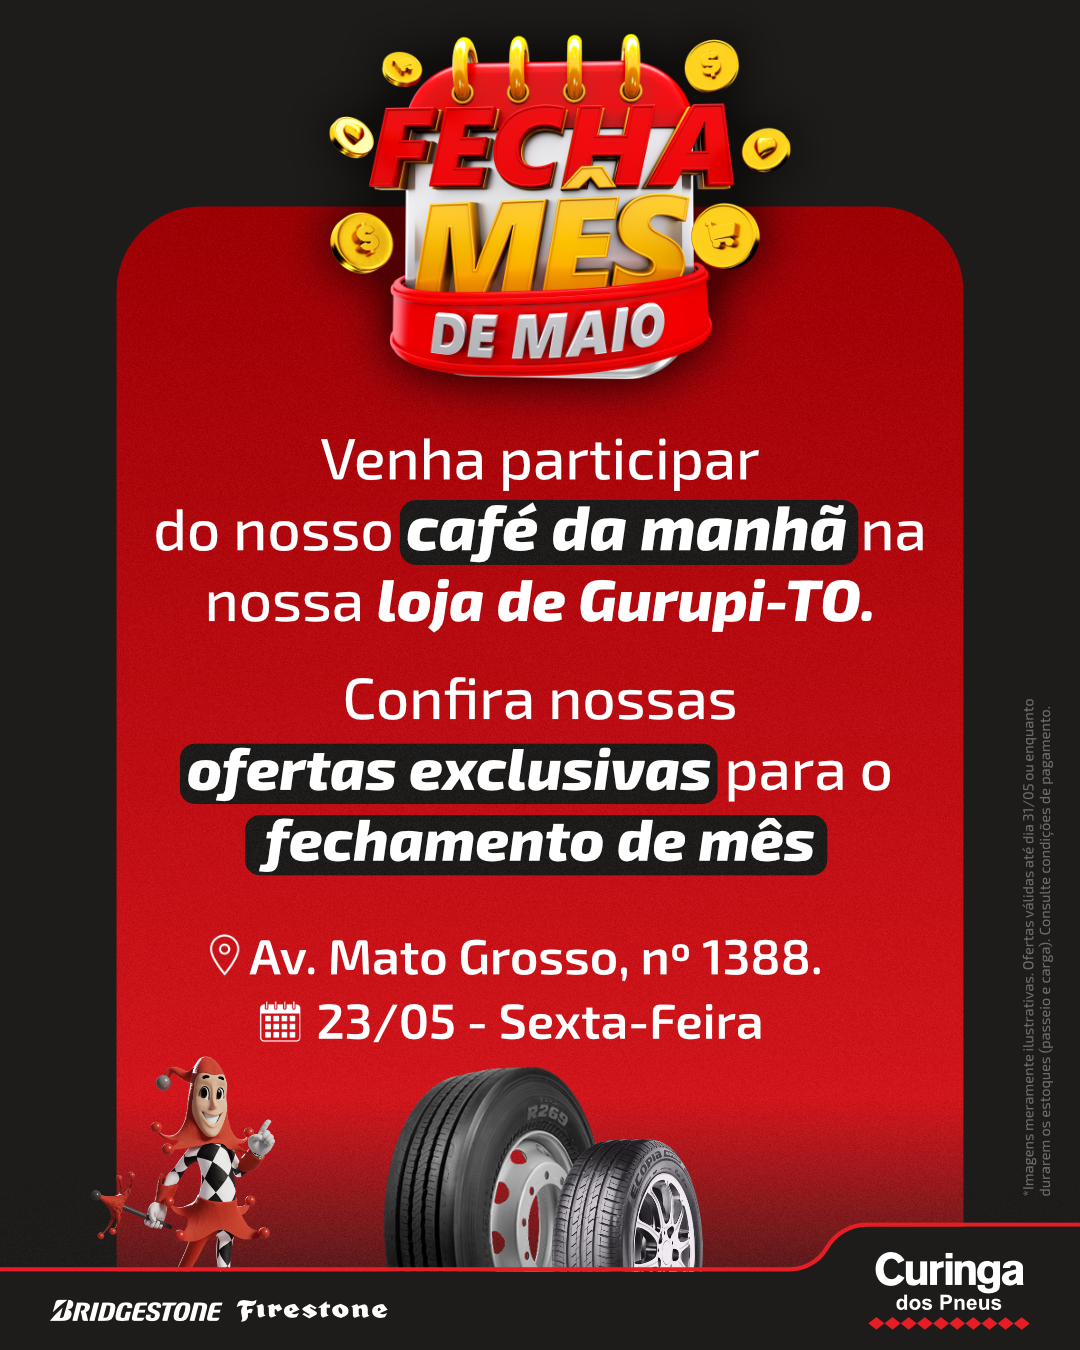 FECHA
MÊS
DE MAIO
Venha participar
do nosso café da manhã na
nossa loja de Gurupi-TO.
Confira nossas
ofertas exclusivas para o
fechamento de mês
Av. Mato Grosso, nº 1388.
23/05 - Sexta-Feira
*Imagens meramente ilustrativas. Ofertas válidas até dia 31/05 ou enquanto
durarem os estoques (passeio e carga). Consulte condições de pagamento.
R269
ECOPIA
BRIDGESTONE Firestone
Curinga
dos Pneus